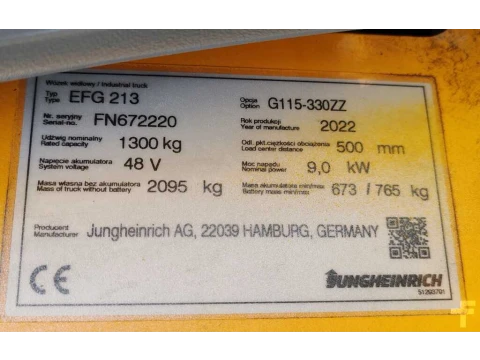 Wózek widłowy / Industrial truck
Typ
Type
EFG 213
Opcja
Option
G115-330ZZ
Nr. seryjny
Serial-no.
FN672220
Rok produkcji
Year of manufacture
2022
Udźwig nominalny
Rated capacity
1300 kg
Odl. pkt.ciężkości obciążenia
Load center distance
500 mm
Napięcie akumulatora
System voltage
48 V
Moc napędu
Nominal power
9,0 kW
Masa własna bez akumulatora
Mass of truck without battery
2095 kg
Masa akumulatora min/max
Battery mass min/max
673 / 765 kg
Producent
Manufacturer
Jungheinrich AG, 22039 HAMBURG, GERMANY
CE
JUNGHEINRICH
51260701